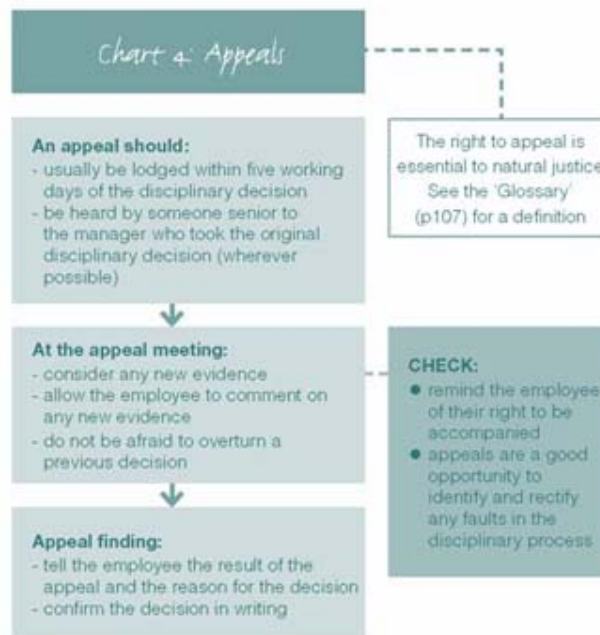 Chart 4: Appeals
The right to appeal is
essential to natural justice
See the 'Glossary'
(p107) for a definition
An appeal should:
- usually be lodged within five working
days of the disciplinary decision
- be heard by someone senior to
the manager who took the original
disciplinary decision (wherever
possible)
At the appeal meeting:
- consider any new evidence
- allow the employee to comment on
any new evidence
- do not be afraid to overturn a
previous decision
CHECK:
● remind the employee
of their right to be
accompanied
● appeals are a good
opportunity to
identify and rectify
any faults in the
disciplinary process
Appeal finding:
- tell the employee the result of the
appeal and the reason for the decision
- confirm the decision in writing